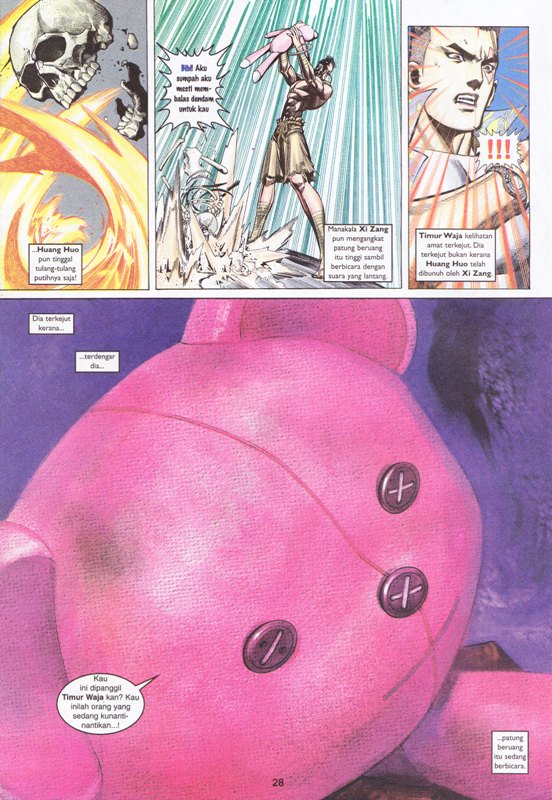 ...Huang Huo
pun tinggal
tulang-tulang
putihnya saja!
Bibi! Aku
sumpah aku
mesti mem-
balas dendam
untuk kau
Manakala Xi Zang
pun mengangkat
patung beruang
itu tinggi sambil
berbicara dengan
suara yang lantang.
!!!
Timur Waja kelihatan
amat terkejut. Dia
terkejut bukan kerana
Huang Huo telah
dibunuh oleh Xi Zang.
Dia terkejut
kerana...
...terdengar
dia...
Kau
ini dipanggil
Timur Waja kan? Kau
inilah orang yang
sedang kunanti-
nantikan...!
...patung
beruang
itu sedang
berbicara.
28